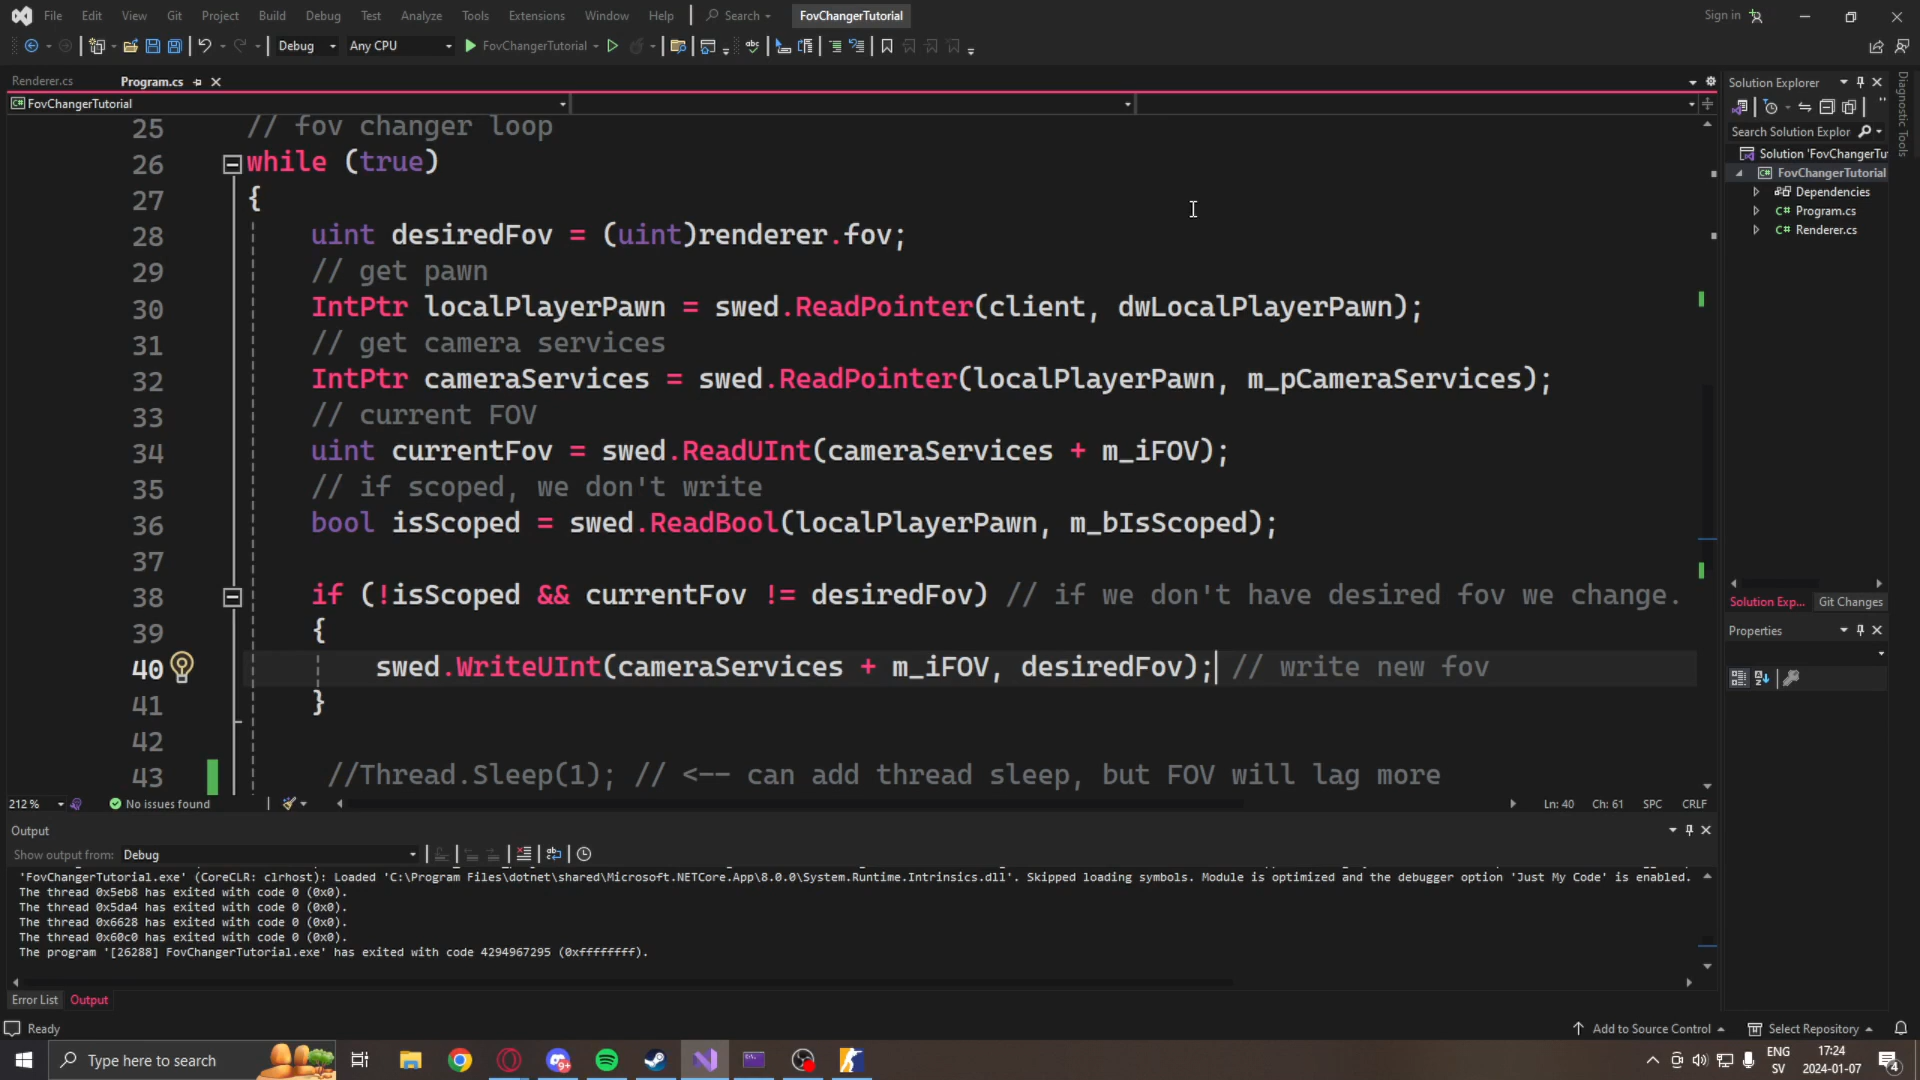 File Edit View Git Project Build Debug Test Analyze Tools Extensions Window Help Search FovChangerTutorial Sign in
Debug Any CPU FovChangerTutorial
Renderer.cs Program.cs
FovChangerTutorial
25 // fov changer loop
26 while (true)
27 {
28 uint desiredFov = (uint)renderer.fov;
29 // get pawn
30 IntPtr localPlayerPawn = swed.ReadPointer(client, dwLocalPlayerPawn);
31 // get camera services
32 IntPtr cameraServices = swed.ReadPointer(localPlayerPawn, m_pCameraServices);
33 // current FOV
34 uint currentFov = swed.ReadUInt(cameraServices + m_iFOV);
35 // if scoped, we don't write
36 bool isScoped = swed.ReadBool(localPlayerPawn, m_bIsScoped);
37
38 if (!isScoped && currentFov != desiredFov) // if we don't have desired fov we change.
39 {
40 swed.WriteUInt(cameraServices + m_iFOV, desiredFov); // write new fov
41 }
42
43 //Thread.Sleep(1); // <-- can add thread sleep, but FOV will lag more
212 % No issues found Ln: 40 Ch: 61 SPC CRLF
Output
Show output from: Debug
'FovChangerTutorial.exe' (CoreCLR: clrhost): Loaded 'C:\Program Files\dotnet\shared\Microsoft.NETCore.App\8.0.0\System.Runtime.Intrinsics.dll'. Skipped loading symbols. Module is optimized and the debugger option 'Just My Code' is enabled.
The thread 0x5eb8 has exited with code 0 (0x0).
The thread 0x5da4 has exited with code 0 (0x0).
The thread 0x6628 has exited with code 0 (0x0).
The thread 0x60c0 has exited with code 0 (0x0).
The program '[26288] FovChangerTutorial.exe' has exited with code 4294967295 (0xffffffff).
Error List Output
Ready
Solution Explorer
Search Solution Explor
Solution 'FovChangerTu
FovChangerTutorial
Dependencies
C# Program.cs
C# Renderer.cs
Solution Exp... Git Changes
Properties
Diagnostic Tools
Add to Source Control Select Repository
Type here to search
9+
ENG
SV
17:24
2024-01-07
4